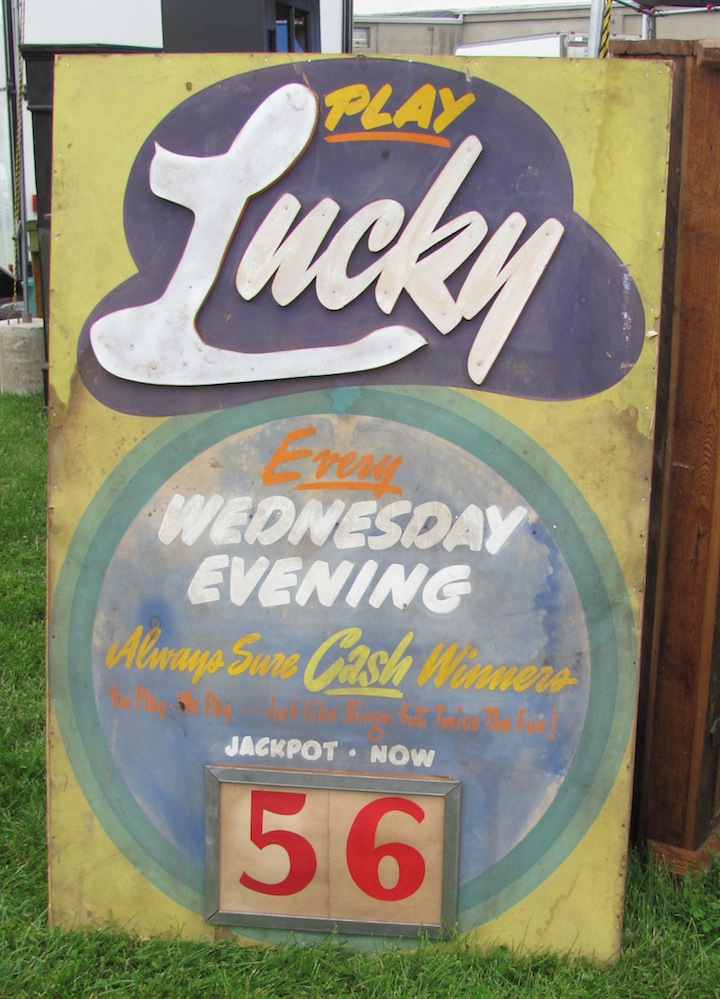 PLAY
Lucky
Every
WEDNESDAY
EVENING
Always Sure Cash Winners
You Play - We Pay --- Just Like Bingo but Twice The Fun!
JACKPOT • NOW
56